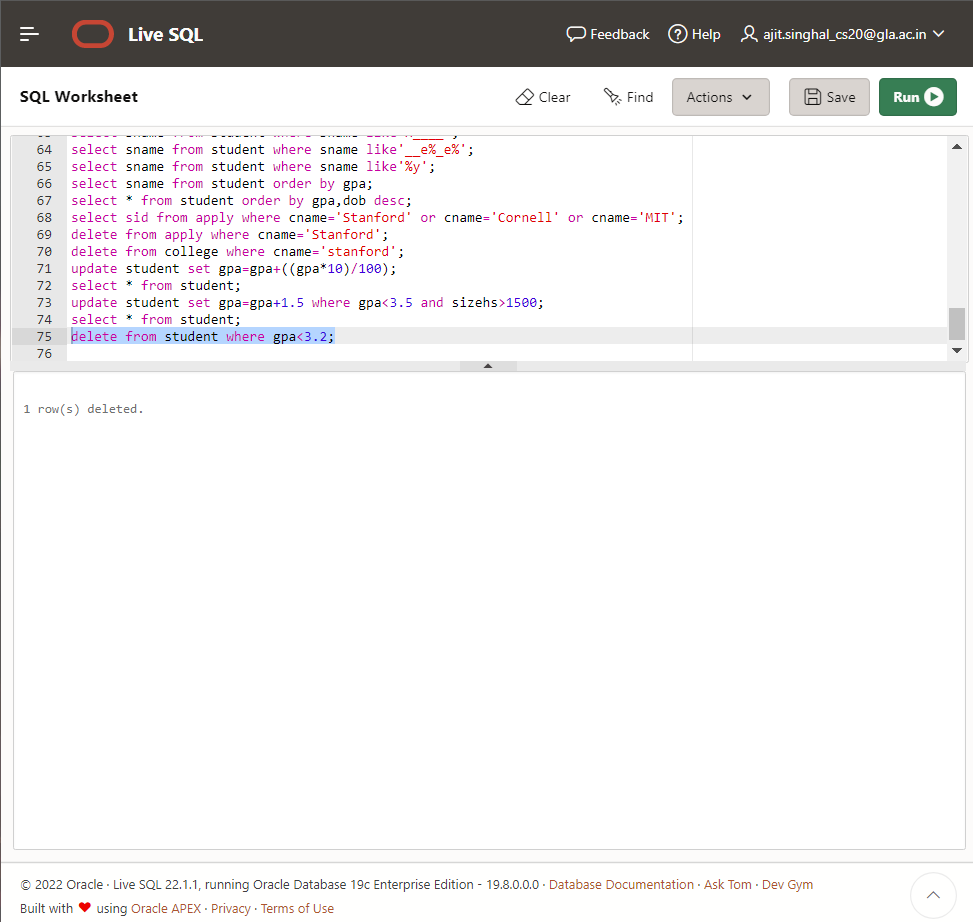 Live SQL
Feedback
Help
ajit.singhal_cs20@gla.ac.in
SQL Worksheet
Clear
Find
Actions
Save
Run
64 select sname from student where sname like'__e%_e%';
65 select sname from student where sname like'%y';
66 select sname from student order by gpa;
67 select * from student order by gpa,dob desc;
68 select sid from apply where cname='Stanford' or cname='Cornell' or cname='MIT';
69 delete from apply where cname='Stanford';
70 delete from college where cname='stanford';
71 update student set gpa=gpa+((gpa*10)/100);
72 select * from student;
73 update student set gpa=gpa+1.5 where gpa<3.5 and sizehs>1500;
74 select * from student;
75 delete from student where gpa<3.2;
76
1 row(s) deleted.
© 2022 Oracle · Live SQL 22.1.1, running Oracle Database 19c Enterprise Edition - 19.8.0.0.0 · Database Documentation · Ask Tom · Dev Gym
Built with ♥ using Oracle APEX · Privacy · Terms of Use